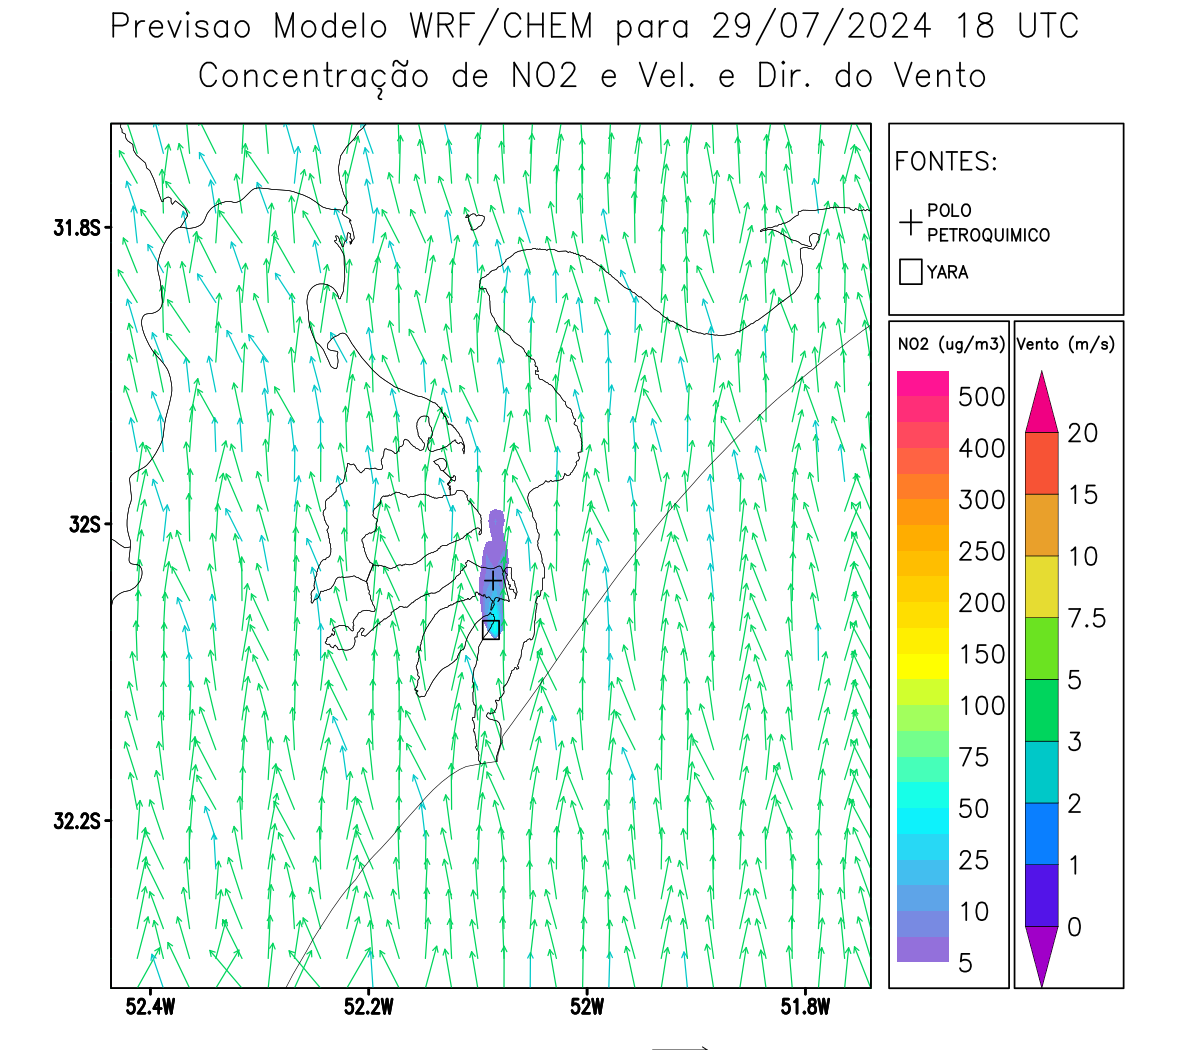 Previsao Modelo WRF/CHEM para 29/07/2024 18 UTC
Concentração de NO2 e Vel. e Dir. do Vento
FONTES:
POLO
PETROQUIMICO
YARA
31.8S
32S
32.2S
52.4W
52.2W
52W
51.8W
NO2 (ug/m3)
500
400
300
250
200
150
100
75
50
25
10
5
Vento (m/s)
20
15
10
7.5
5
3
2
1
0